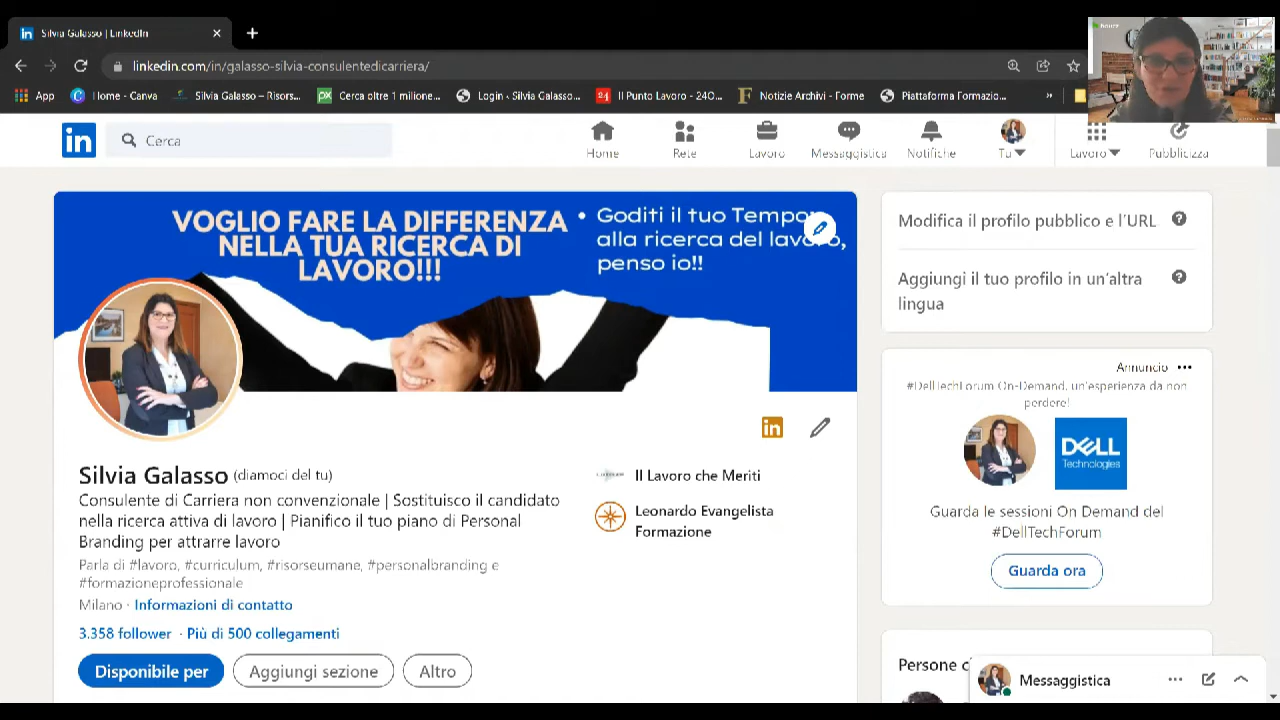 Silvia Galasso | LinkedIn
linkedin.com/in/galasso-silvia-consulentedicarriera/
App
Home - Canva
Silvia Galasso – Risors...
Cerca oltre 1 milione...
Login ‹ Silvia Galasso...
24
Il Punto Lavoro - 24O...
Notizie Archivi - Forme
Piattaforma Formazio...
»
in
Cerca
Home
Rete
Lavoro
Messaggistica
Notifiche
Tu
Lavoro
Pubblicizza
VOGLIO FARE LA DIFFERENZA
NELLA TUA RICERCA DI
LAVORO!!!
• Goditi il tuo Tempo
alla ricerca del lavoro,
penso io!!
Modifica il profilo pubblico e l'URL
Aggiungi il tuo profilo in un'altra
lingua
Annuncio •••
#DellTechForum On-Demand, un'esperienza da non
perdere!
DELL
Technologies
Guarda le sessioni On Demand del
#DellTechForum
Guarda ora
in
Silvia Galasso (diamoci del tu)
Consulente di Carriera non convenzionale | Sostituisco il candidato
nella ricerca attiva di lavoro | Pianifico il tuo piano di Personal
Branding per attrarre lavoro
Il Lavoro che Meriti
Leonardo Evangelista
Formazione
Parla di #lavoro, #curriculum, #risorseumane, #personalbranding e
#formazioneprofessionale
Milano · Informazioni di contatto
3.358 follower · Più di 500 collegamenti
Disponibile per
Aggiungi sezione
Altro
Persone c
Messaggistica